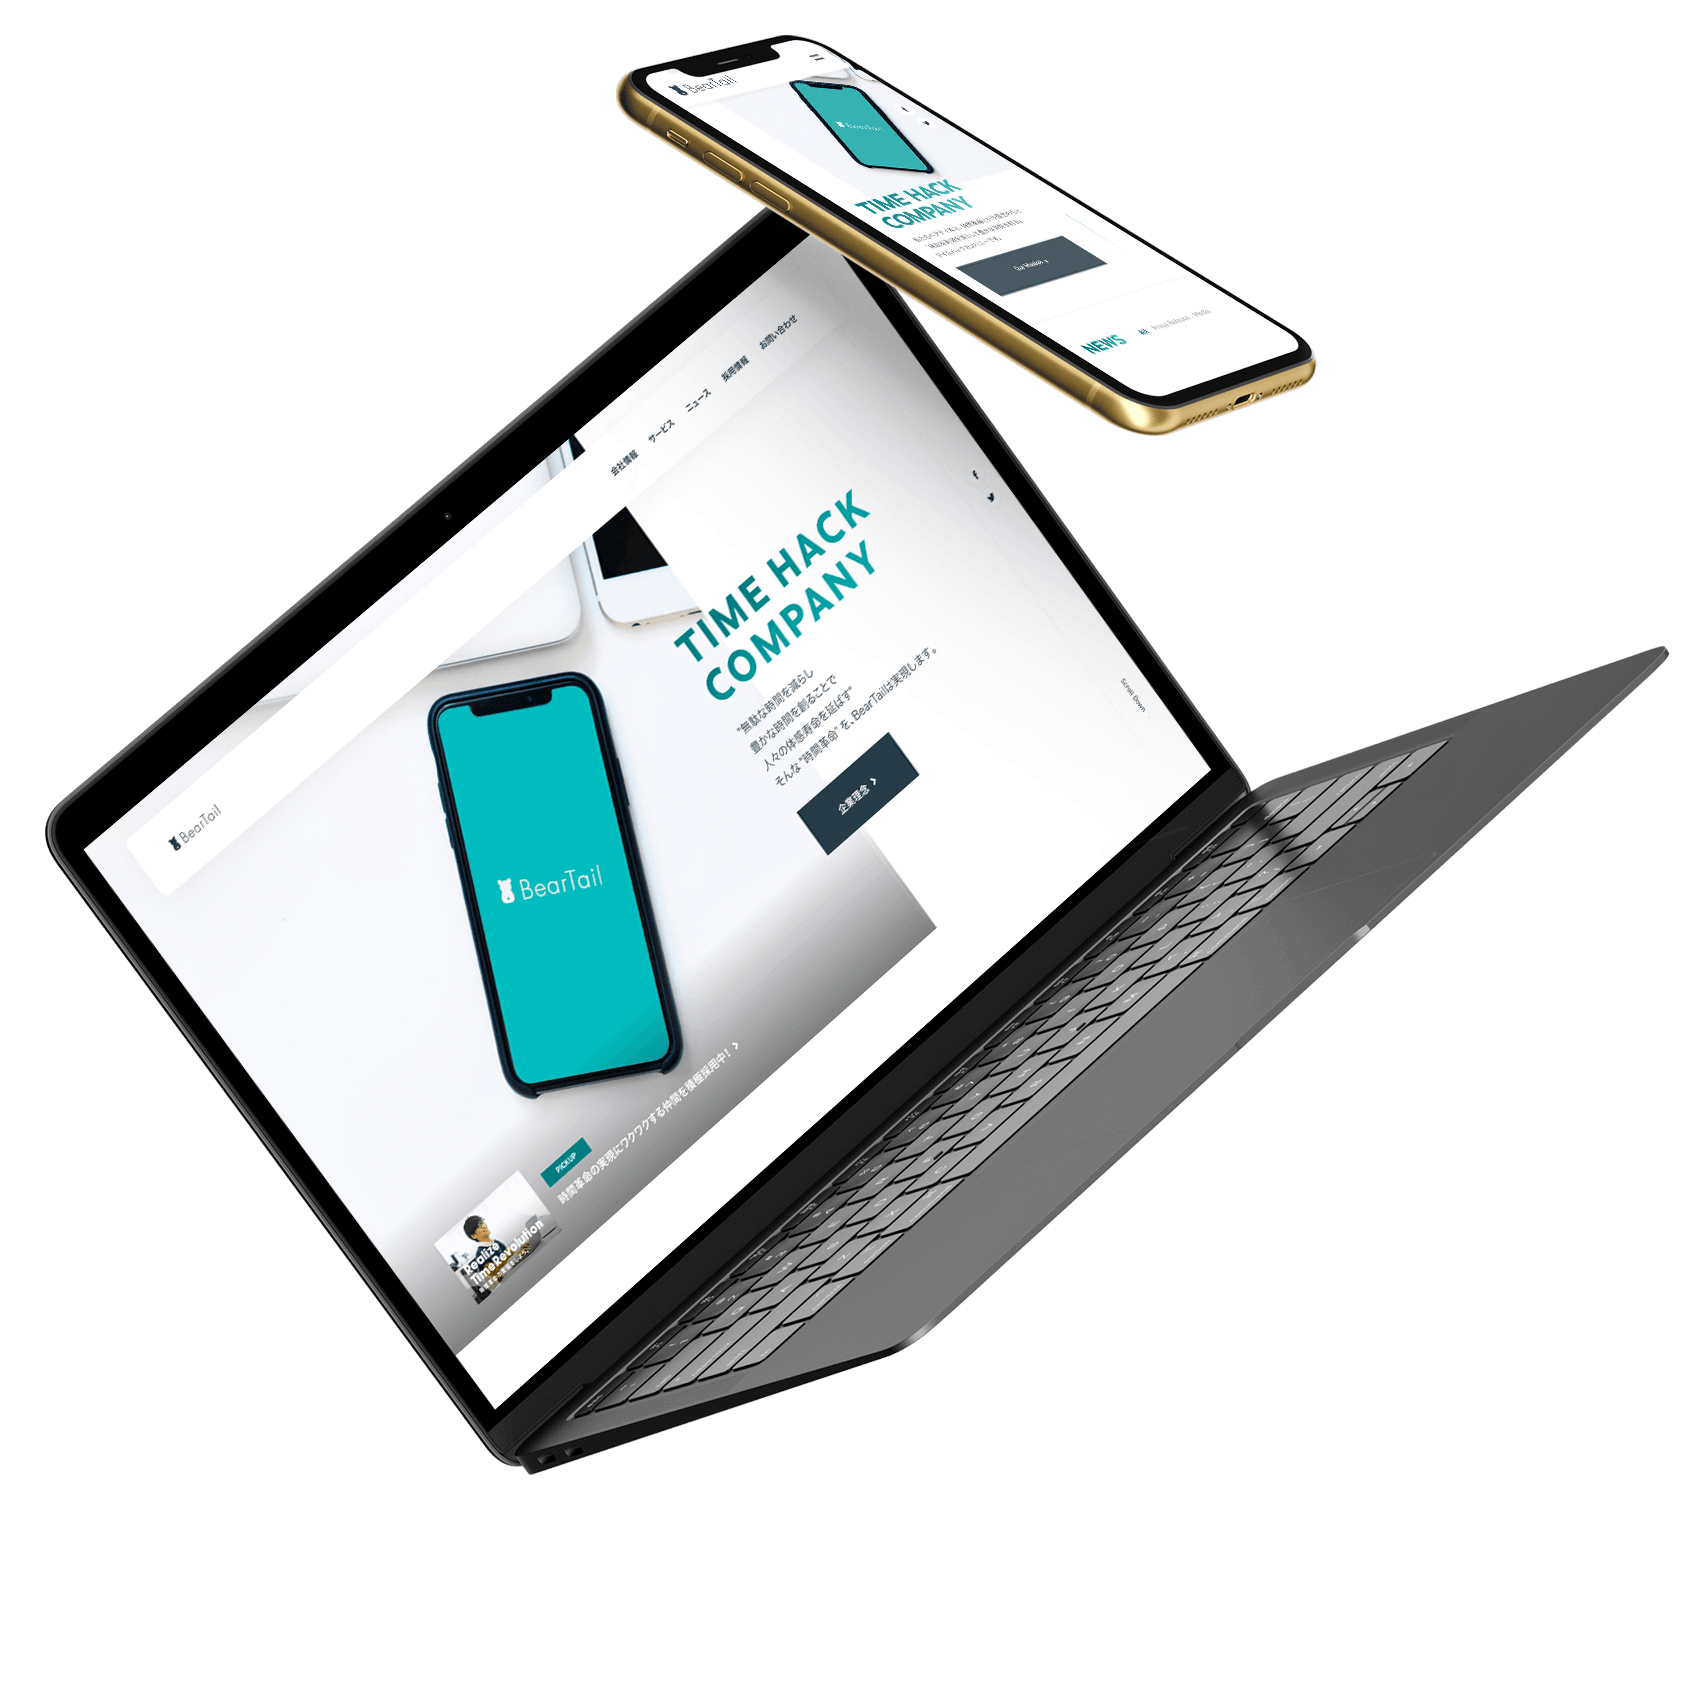 BearTail
BearTail
TIME HACK
COMPANY
Our Mission
NEWS
All
Press Release
Media
BearTail
会社情報
サービス
ニュース
採用情報
お問い合わせ
TIME HACK
COMPANY
"無駄な時間を減らし
豊かな時間を創ることで
人々の体感寿命を延ばす"
そんな"時間革命"を、BearTailは実現します。
企業理念
BearTail
Scroll Down
PICKUP
時間革命の実現にワクワクする仲間を積極採用中！
Realize
TimeRevolution